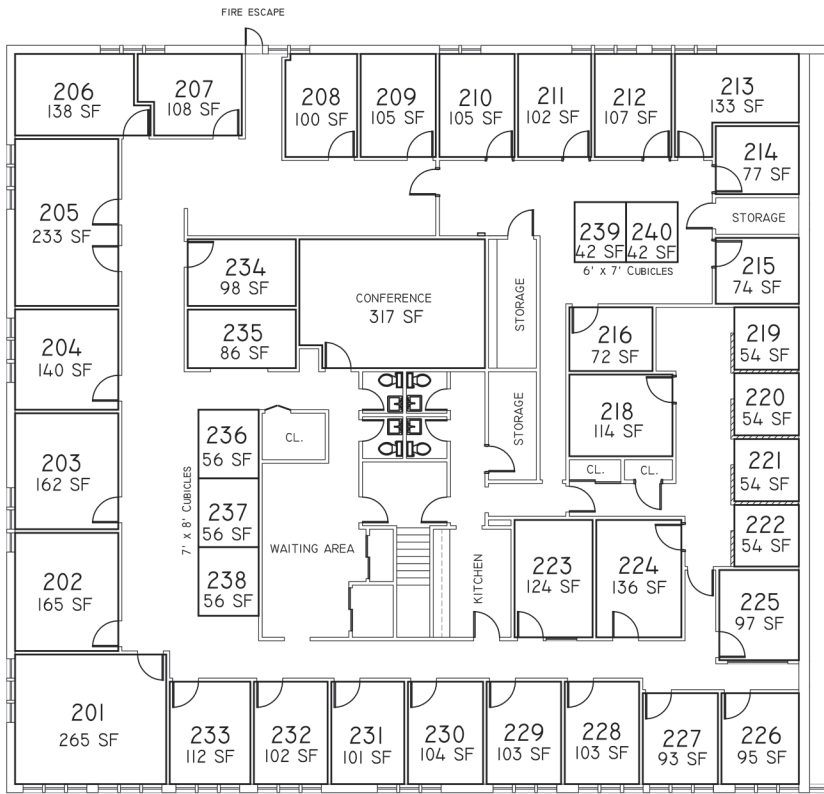 FIRE ESCAPE
206
138 SF
207
108 SF
208
100 SF
209
105 SF
210
105 SF
211
102 SF
212
107 SF
213
133 SF
214
77 SF
205
233 SF
STORAGE
239
42 SF
240
42 SF
6' x 7' CUBICLES
234
98 SF
CONFERENCE
317 SF
STORAGE
215
74 SF
204
140 SF
235
86 SF
216
72 SF
219
54 SF
218
114 SF
220
54 SF
STORAGE
203
162 SF
236
56 SF
CL.
221
54 SF
CL.
CL.
7' x 8' CUBICLES
237
56 SF
222
54 SF
202
165 SF
238
56 SF
WAITING AREA
KITCHEN
223
124 SF
224
136 SF
225
97 SF
201
265 SF
233
112 SF
232
102 SF
231
101 SF
230
104 SF
229
103 SF
228
103 SF
227
93 SF
226
95 SF